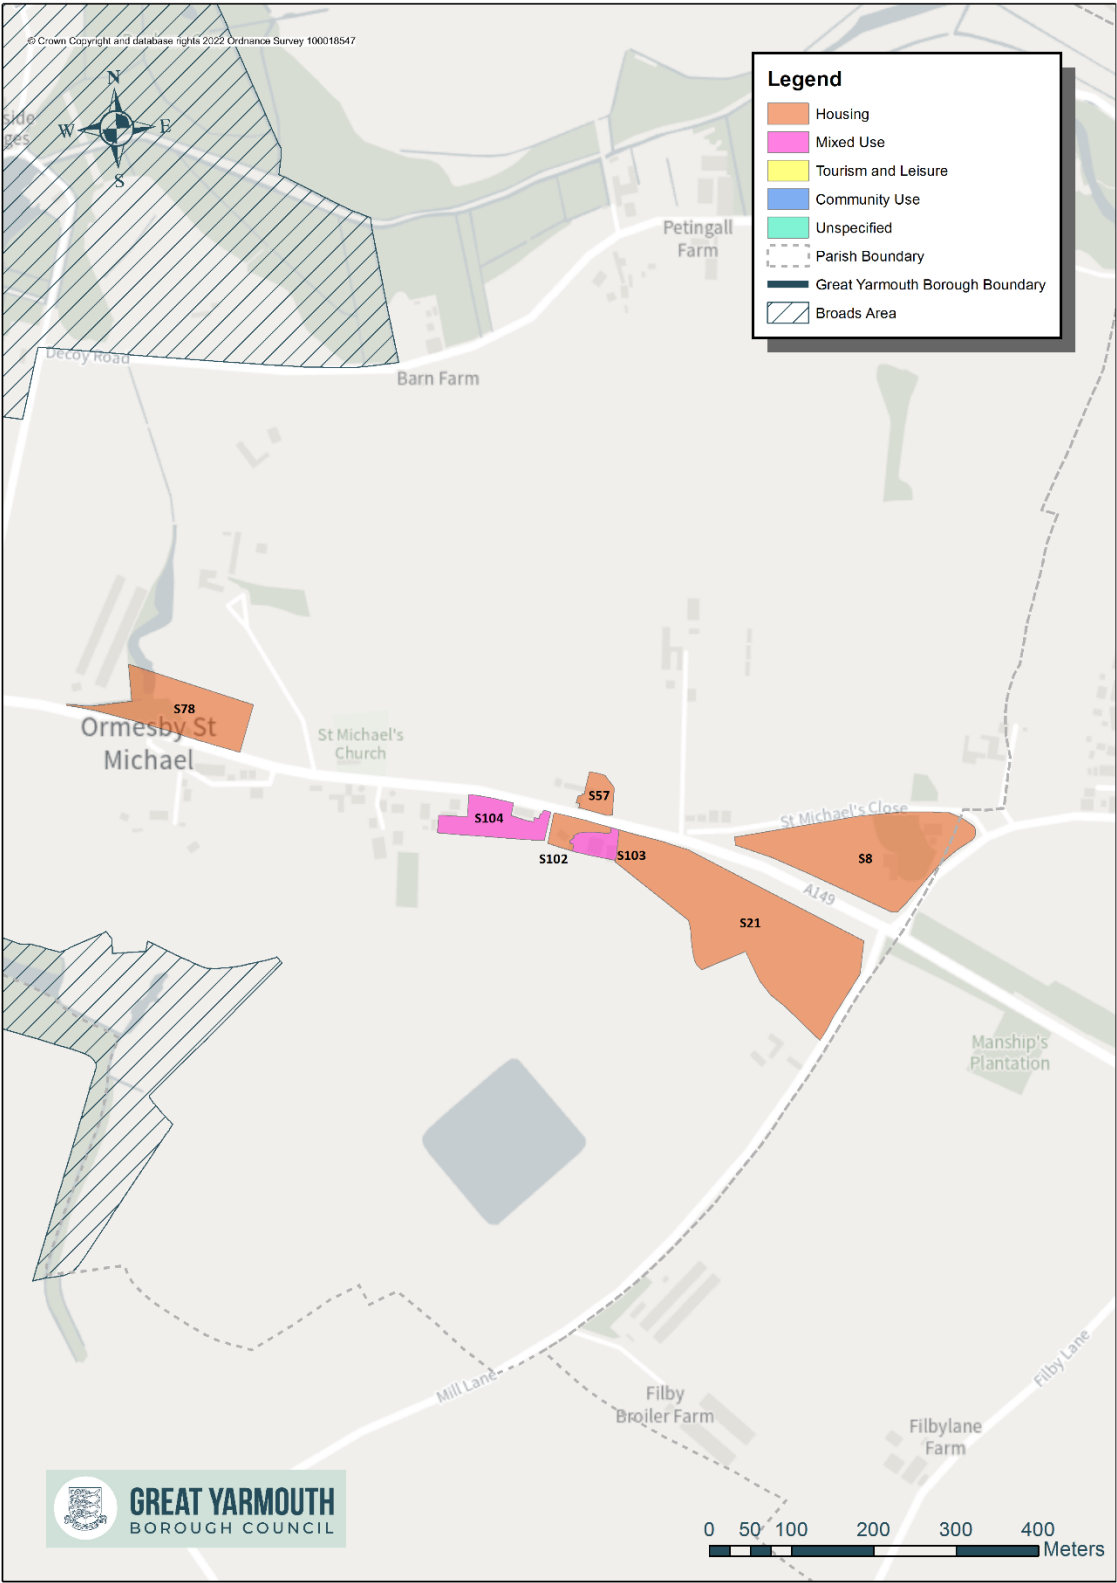 © Crown Copyright and database rights 2022 Ordnance Survey 100018547
N
W E
S
side
ges
Legend
Housing
Mixed Use
Tourism and Leisure
Community Use
Unspecified
Parish Boundary
Great Yarmouth Borough Boundary
Broads Area
Petingall
Farm
Decoy Road
Barn Farm
S78
Ormesby St
Michael
St Michael's
Church
S57
S104
St Michael's Close
S102
S103
S8
A149
S21
Manship's
Plantation
Mill Lane
Filby Lane
Filby
Broiler Farm
Filbylane
Farm
GREAT YARMOUTH
BOROUGH COUNCIL
0 50 100 200 300 400
Meters